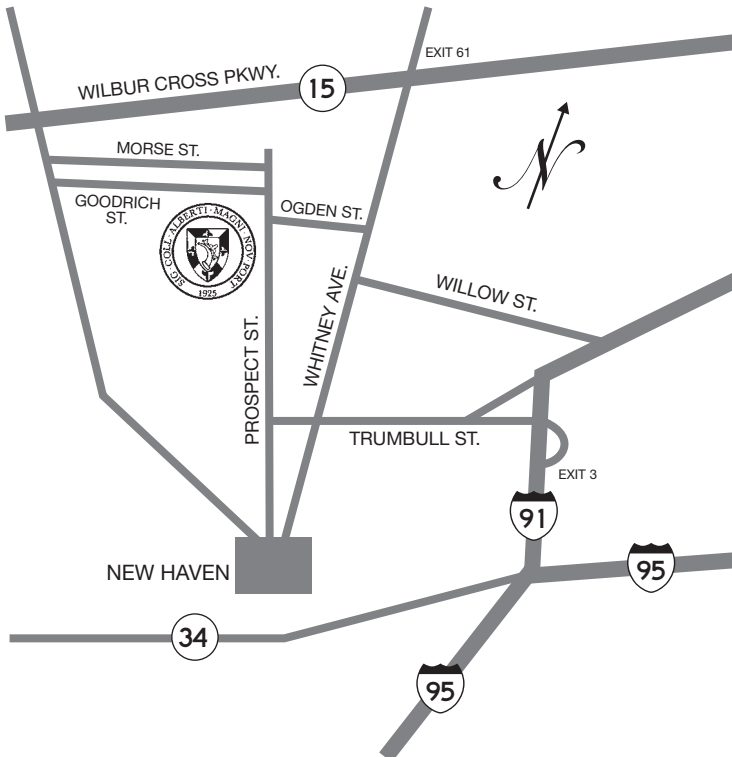 EXIT 61
WILBUR CROSS PKWY.
15
MORSE ST.
N
GOODRICH
ST.
OGDEN ST.
SIG · COLL · ALBERTI · MAGNI · NOV · PORT
1925
WILLOW ST.
WHITNEY AVE.
PROSPECT ST.
TRUMBULL ST.
EXIT 3
91
NEW HAVEN
95
34
95